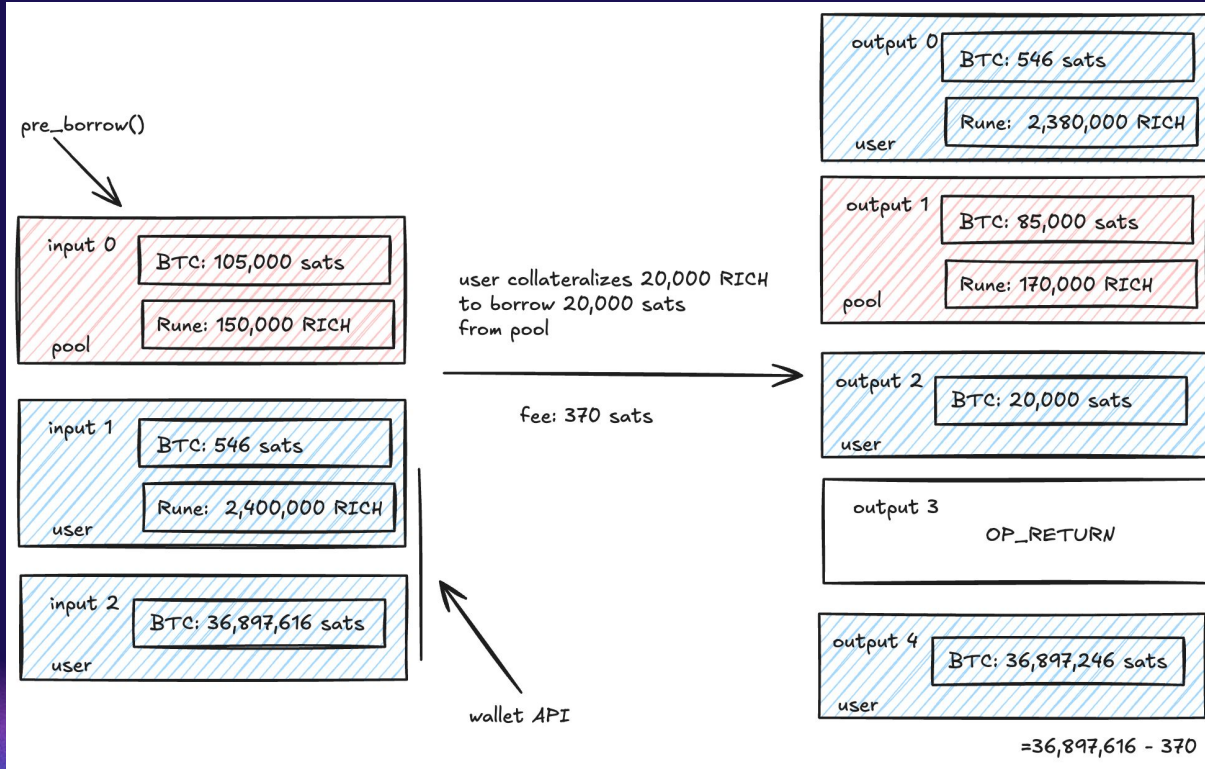 pre_borrow()
input 0
BTC: 105,000 sats
Rune: 150,000 RICH
pool
input 1
BTC: 546 sats
Rune: 2,400,000 RICH
user
input 2
BTC: 36,897,616 sats
user
user collateralizes 20,000 RICH
to borrow 20,000 sats
from pool
fee: 370 sats
wallet API
output 0
BTC: 546 sats
Rune: 2,380,000 RICH
user
output 1
BTC: 85,000 sats
Rune: 170,000 RICH
pool
output 2
BTC: 20,000 sats
user
output 3
OP_RETURN
output 4
BTC: 36,897,246 sats
user
=36,897,616 - 370